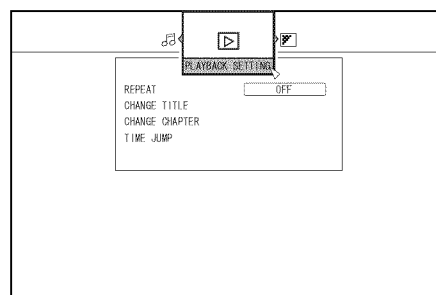 PLAYBACK SETTING
REPEAT OFF
CHANGE TITLE
CHANGE CHAPTER
TIME JUMP